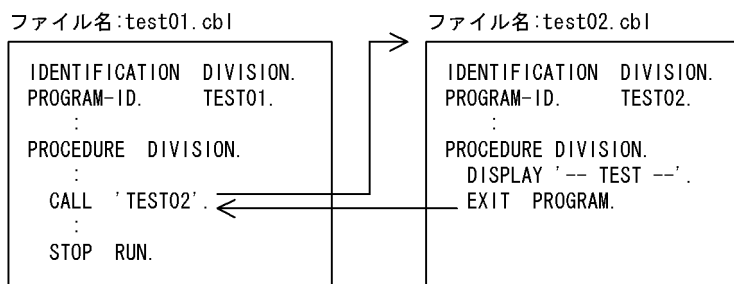 ファイル名:test01.cbl
IDENTIFICATION DIVISION.
PROGRAM-ID. TEST01.
:
PROCEDURE DIVISION.
:
CALL 'TEST02'.
:
STOP RUN.
ファイル名:test02.cbl
IDENTIFICATION DIVISION.
PROGRAM-ID. TEST02.
:
PROCEDURE DIVISION.
DISPLAY '-- TEST --'.
EXIT PROGRAM.